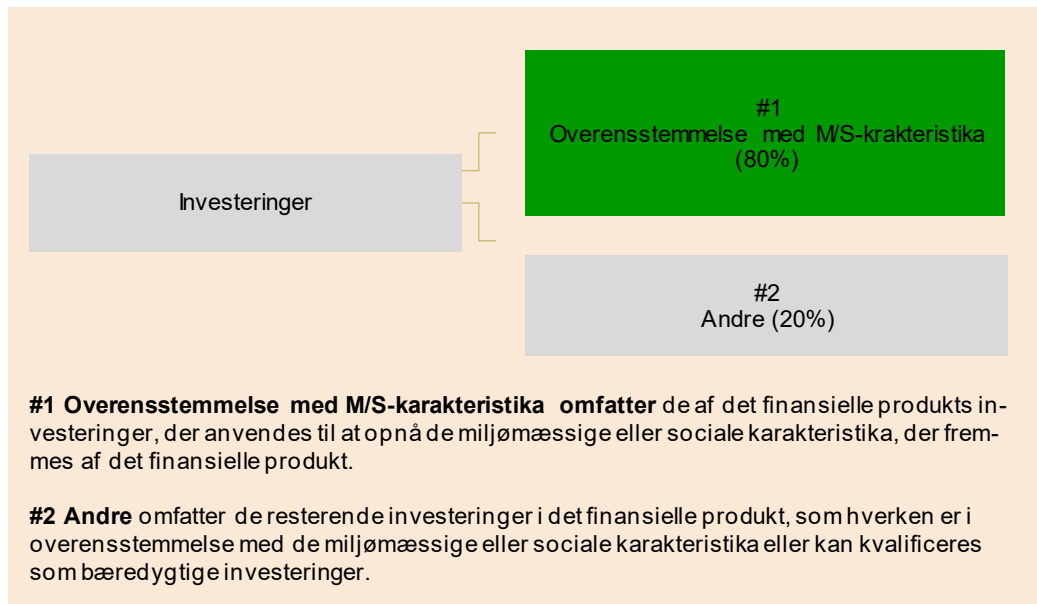 #1
Overensstemmelse med M/S-krakteristika
(80%)
Investeringer
#2
Andre (20%)
#1 Overensstemmelse med M/S-karakteristika omfatter de af det finansielle produkts in-
vesteringer, der anvendes til at opnå de miljømæssige eller sociale karakteristika, der frem-
mes af det finansielle produkt.
#2 Andre omfatter de resterende investeringer i det finansielle produkt, som hverken er i
overensstemmelse med de miljømæssige eller sociale karakteristika eller kan kvalificeres
som bæredygtige investeringer.